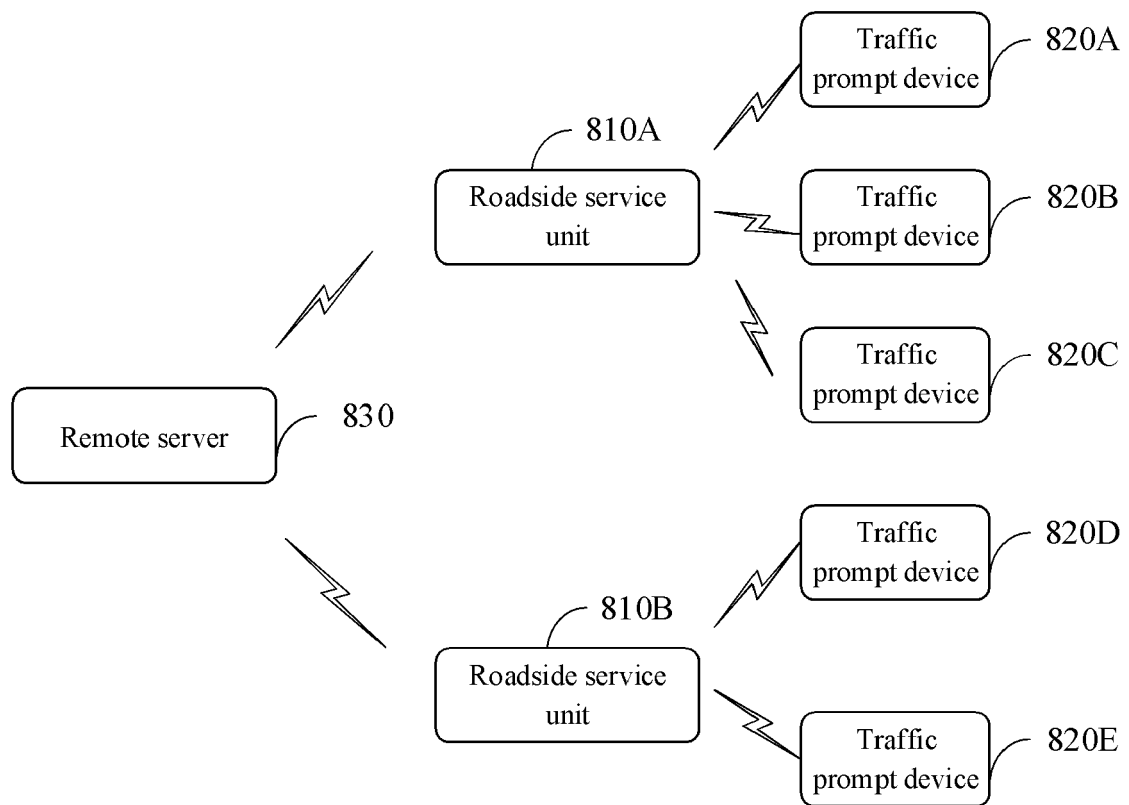 Traffic
prompt device
820A
810A
Roadside service
unit
Traffic
prompt device
820B
Traffic
prompt device
820C
Remote server
830
Traffic
prompt device
820D
810B
Roadside service
unit
Traffic
prompt device
820E